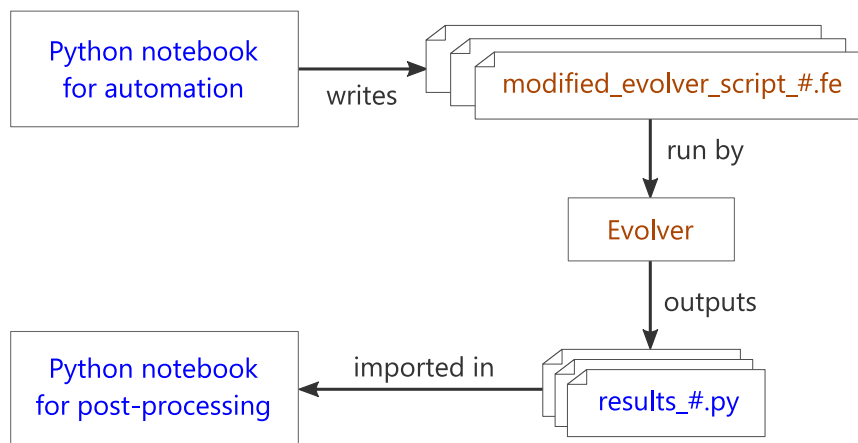 Python notebook
for automation
writes
modified_evolver_script_#.fe
run by
Evolver
outputs
Python notebook
for post-processing
imported in
results_#.py